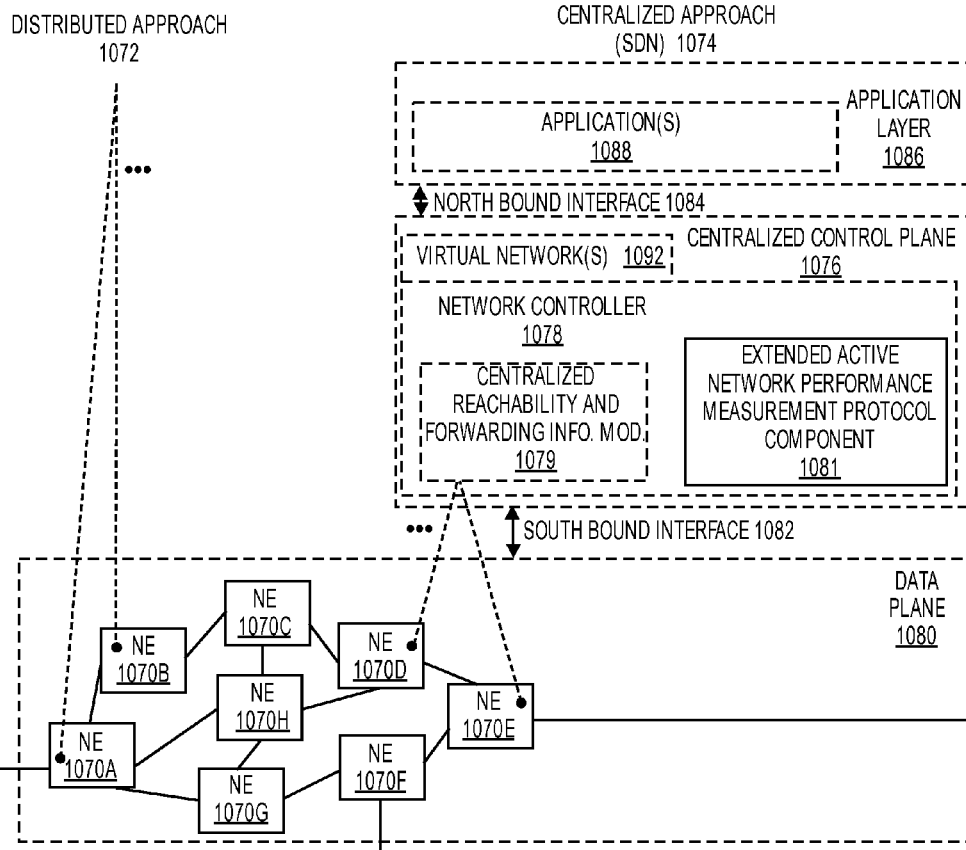 DISTRIBUTED APPROACH
1072
CENTRALIZED APPROACH
(SDN) 1074
APPLICATION(S)
1088
APPLICATION
LAYER
1086
NORTH BOUND INTERFACE 1084
VIRTUAL NETWORK(S) 1092
CENTRALIZED CONTROL PLANE
1076
NETWORK CONTROLLER
1078
CENTRALIZED
REACHABILITY AND
FORWARDING INFO. MOD.
1079
EXTENDED ACTIVE
NETWORK PERFORMANCE
MEASUREMENT PROTOCOL
COMPONENT
1081
SOUTH BOUND INTERFACE 1082
DATA
PLANE
1080
NE
1070C
NE
1070B
NE
1070D
NE
1070H
NE
1070E
NE
1070A
NE
1070F
NE
1070G